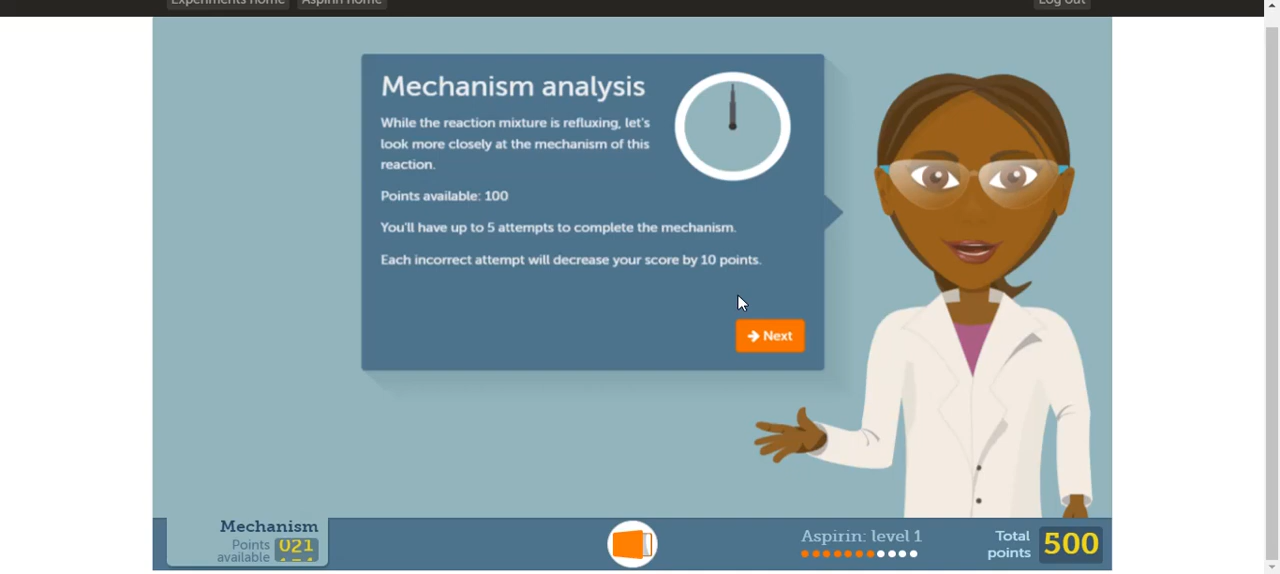 Experiments home Aspirin home Log out
Mechanism analysis
While the reaction mixture is refluxing, let's
look more closely at the mechanism of this
reaction.
Points available: 100
You'll have up to 5 attempts to complete the mechanism.
Each incorrect attempt will decrease your score by 10 points.
Next
Mechanism
Points
available 021
Aspirin: level 1
Total
points 500